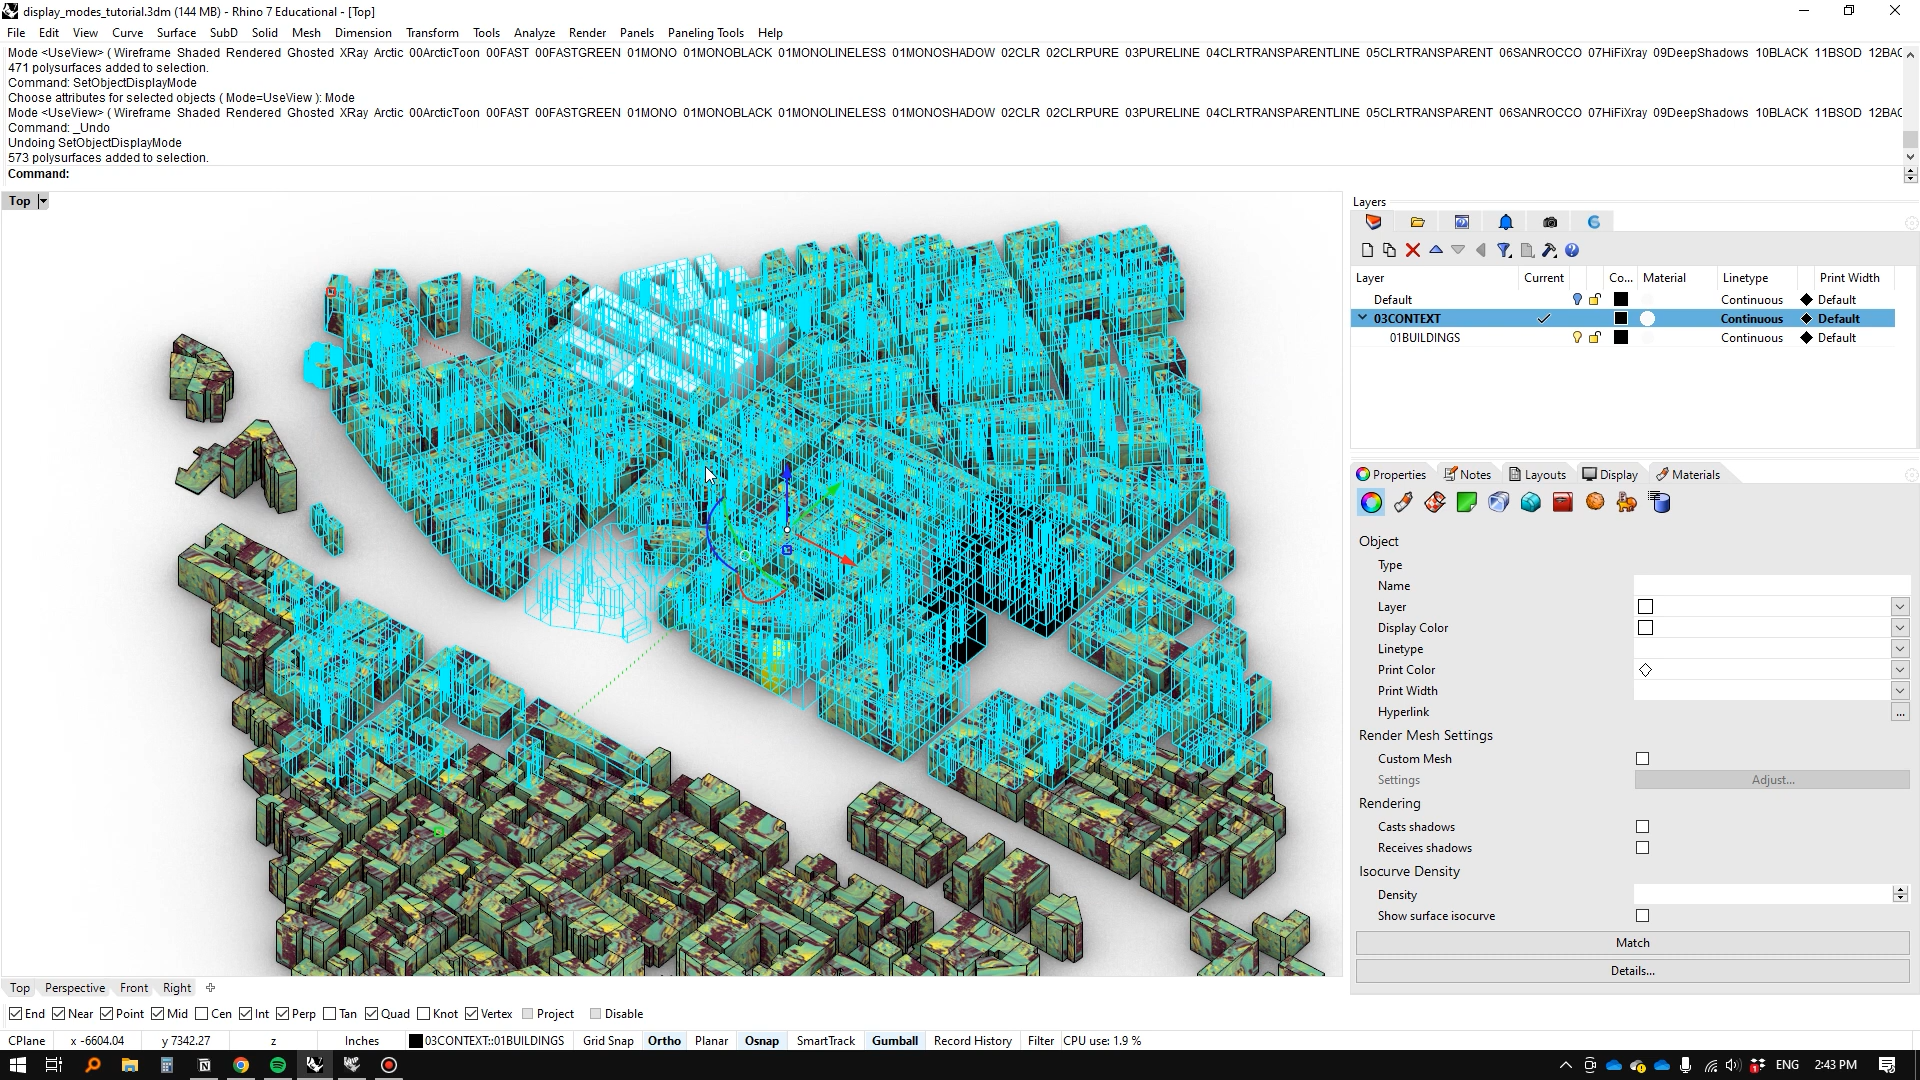 display_modes_tutorial.3dm (144 MB) - Rhino 7 Educational - [Top]
File Edit View Curve Surface SubD Solid Mesh Dimension Transform Tools Analyze Render Panels Paneling Tools Help
Mode <UseView> ( Wireframe Shaded Rendered Ghosted XRay Arctic 00ArcticToon 00FAST 00FASTGREEN 01MONO 01MONOBLACK 01MONOLINELESS 01MONOSHADOW 02CLR 02CLRPURE 03PURELINE 04CLRTRANSPARENTLINE 05CLRTRANSPARENT 06SANROCCO 07HiFiXray 09DeepShadows 10BLACK 11BSOD 12BAC
471 polysurfaces added to selection.
Command: SetObjectDisplayMode
Choose attributes for selected objects ( Mode=UseView ): Mode
Mode <UseView> ( Wireframe Shaded Rendered Ghosted XRay Arctic 00ArcticToon 00FAST 00FASTGREEN 01MONO 01MONOBLACK 01MONOLINELESS 01MONOSHADOW 02CLR 02CLRPURE 03PURELINE 04CLRTRANSPARENTLINE 05CLRTRANSPARENT 06SANROCCO 07HiFiXray 09DeepShadows 10BLACK 11BSOD 12BAC
Command: _Undo
Undoing SetObjectDisplayMode
573 polysurfaces added to selection.
Command:
Top
Layers
Layer Current Co... Material Linetype Print Width
Default Continuous Default
03CONTEXT Continuous Default
01BUILDINGS Continuous Default
Properties Notes Layouts Display Materials
Object
Type
Name
Layer
Display Color
Linetype
Print Color
Print Width
Hyperlink ...
Render Mesh Settings
Custom Mesh
Settings Adjust...
Rendering
Casts shadows
Receives shadows
Isocurve Density
Density
Show surface isocurve
Match
Details...
Top Perspective Front Right
End Near Point Mid Cen Int Perp Tan Quad Knot Vertex Project Disable
CPlane x -6604.04 y 7342.27 z Inches 03CONTEXT::01BUILDINGS Grid Snap Ortho Planar Osnap SmartTrack Gumball Record History Filter CPU use: 1.9 %
ENG 2:43 PM